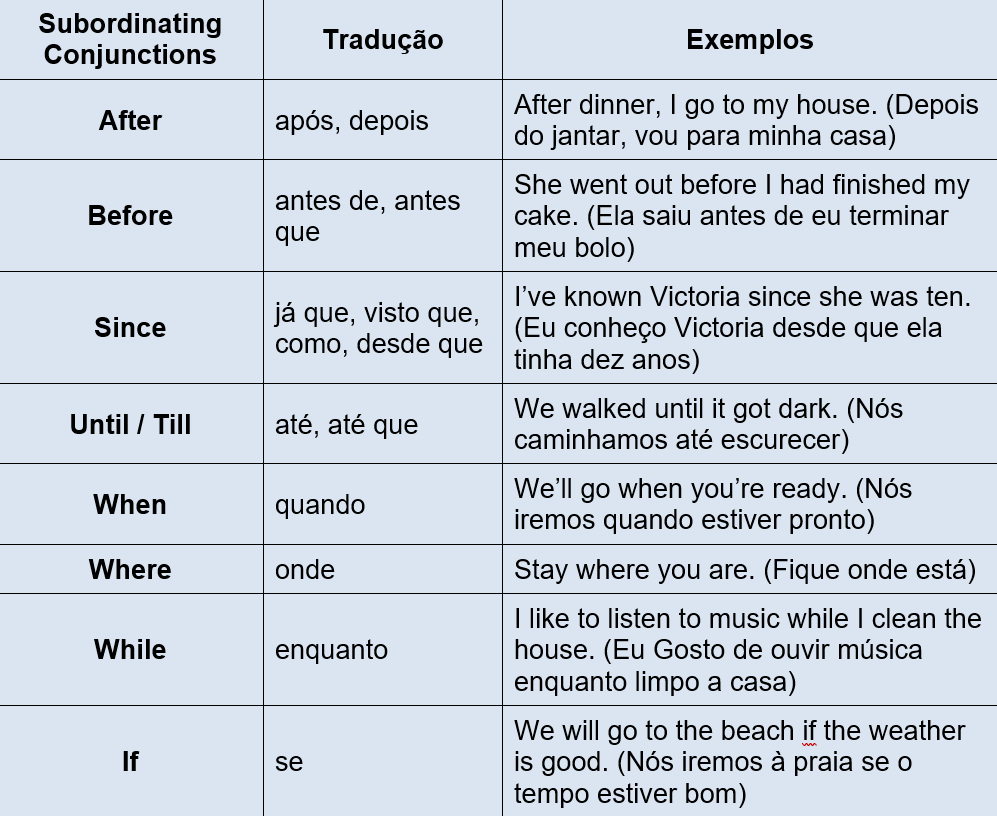 Subordinating
Conjunctions
Tradução
Exemplos
After
após, depois
After dinner, I go to my house. (Depois
do jantar, vou para minha casa)
Before
antes de, antes
que
She went out before I had finished my
cake. (Ela saiu antes de eu terminar
meu bolo)
Since
já que, visto que,
como, desde que
I’ve known Victoria since she was ten.
(Eu conheço Victoria desde que ela
tinha dez anos)
Until / Till
até, até que
We walked until it got dark. (Nós
caminhamos até escurecer)
When
quando
We’ll go when you’re ready. (Nós
iremos quando estiver pronto)
Where
onde
Stay where you are. (Fique onde está)
While
enquanto
I like to listen to music while I clean the
house. (Eu Gosto de ouvir música
enquanto limpo a casa)
If
se
We will go to the beach if the weather
is good. (Nós iremos à praia se o
tempo estiver bom)